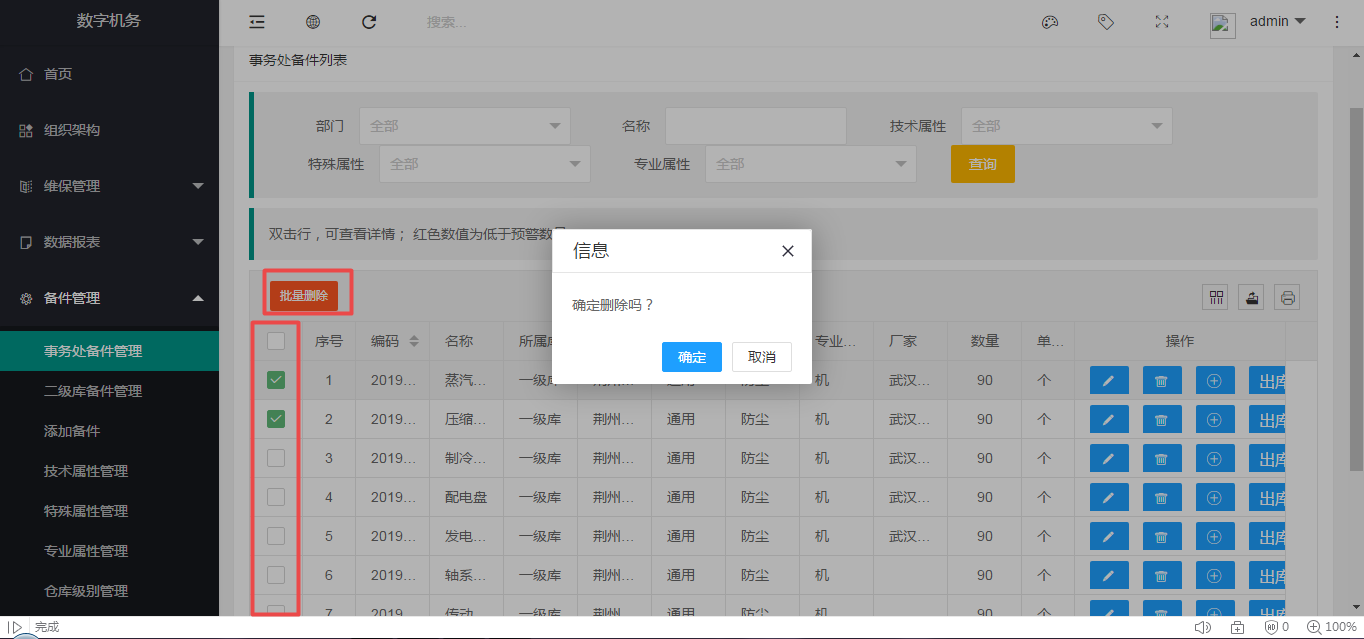 数字机务
搜索...
admin
首页
组织架构
维保管理
数据报表
备件管理
事务处备件管理
二级库备件管理
添加备件
技术属性管理
特殊属性管理
专业属性管理
仓库级别管理
事务处备件列表
部门 全部 名称 技术属性 全部
特殊属性 全部 专业属性 全部 查询
双击行，可查看详情； 红色数值为低于预警数
信息
确定删除吗？
确定 取消
批量删除
序号 编码 名称 所属库 专业... 厂家 数量 单... 操作
1 2019... 蒸汽... 一级库 荆州... 通用 防尘 机 武汉... 90 个 出库
2 2019... 压缩... 一级库 荆州... 通用 防尘 机 武汉... 90 个 出库
3 2019... 制冷... 一级库 荆州... 通用 防尘 机 武汉... 90 个 出库
4 2019... 配电盘 一级库 荆州... 通用 防尘 机 武汉... 90 个 出库
5 2019... 发电... 一级库 荆州... 通用 防尘 机 武汉... 90 个 出库
6 2019... 轴系... 一级库 荆州... 通用 防尘 机 90 个 出库
7 2019... 传动... 一级库 荆州... 通用 防尘 机 90 个 出库
完成
AD 0 100%